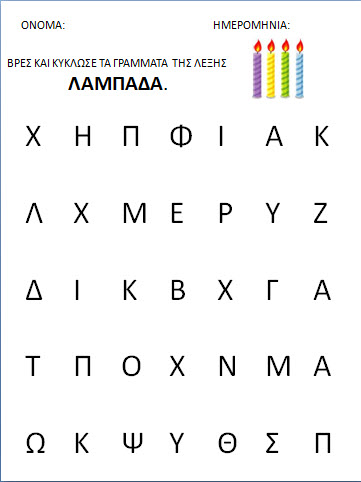 ΟΝΟΜΑ: ΗΜΕΡΟΜΗΝΙΑ:
ΒΡΕΣ ΚΑΙ ΚΥΚΛΩΣΕ ΤΑ ΓΡΑΜΜΑΤΑ ΤΗΣ ΛΕΞΗΣ
ΛΑΜΠΑΔΑ.
Χ Η Π Φ Ι Α Κ
Λ Χ Μ Ε Ρ Υ Ζ
Δ Ι Κ Β Χ Γ Α
Τ Π Ο Χ Ν Μ Α
Ω Κ Ψ Υ Θ Σ Π